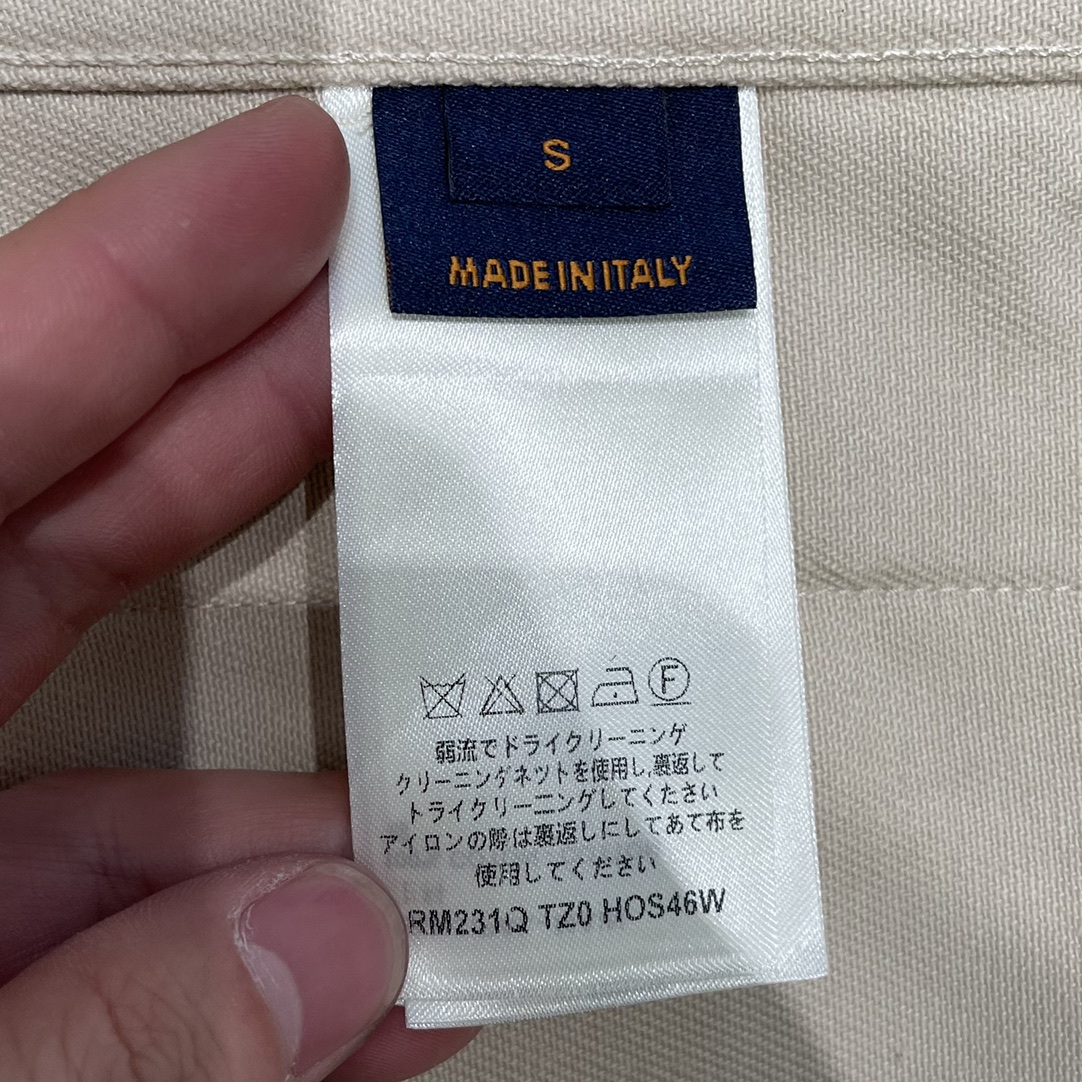 S
MADE IN ITALY
F
弱流でドライクリーニング
クリーニングネットを使用し,裏返して
トライクリーニングしてください
アイロンの際は裏返しにしてあて布を
使用してください
RM231Q TZ0 HOS46W